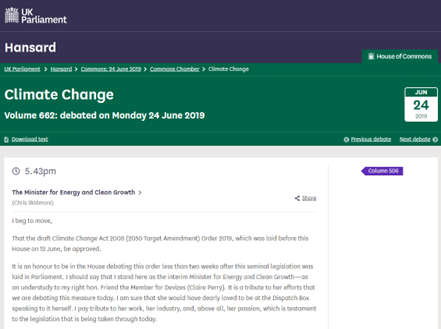 UK
Parliament
Hansard
House of Commons
UK Parliament > Hansard > Commons: 24 June 2019 > Commons Chamber > Climate Change
Climate Change
Volume 662: debated on Monday 24 June 2019
JUN
24
2019
Download text
Previous debate Next debate
5.43pm
Column 506
The Minister for Energy and Clean Growth >
(Chris Skidmore)
Share
I beg to move,
That the draft Climate Change Act 2008 (2050 Target Amendment) Order 2019, which was laid before this
House on 12 June, be approved.
It is an honour to be in the House debating this order less than two weeks after this seminal legislation was
laid in Parliament. I should say that I stand here as the interim Minister for Energy and Clean Growth—as
an understudy to my right hon. Friend the Member for Devizes (Claire Perry). It is a tribute to her efforts that
we are debating this measure today. I am sure that she would have dearly loved to be at the Dispatch Box
speaking to it herself. I pay tribute to her work, her industry, and, above all, her passion, which is testament
to the legislation that is being taken through today.